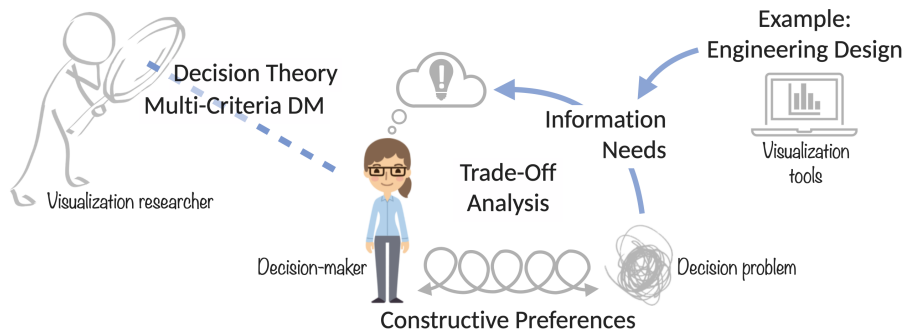 Example:
Engineering Design
Decision Theory
Multi-Criteria DM
Information
Needs
Visualization
tools
Trade-Off
Analysis
Visualization researcher
Decision-maker
Decision problem
Constructive Preferences